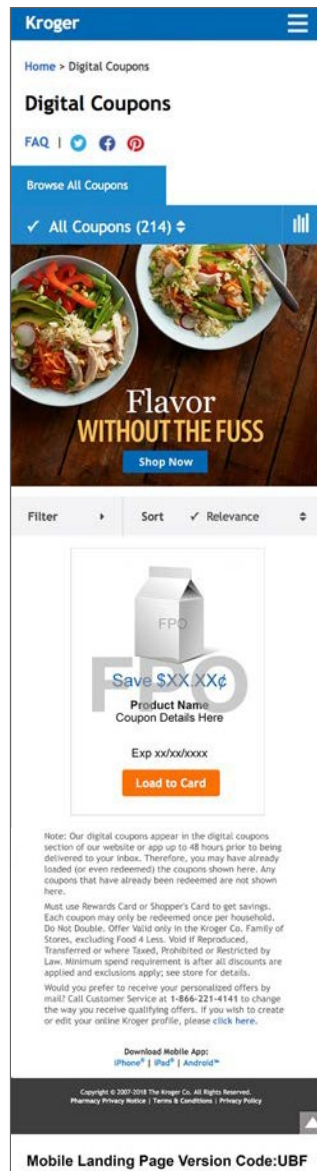 Kroger
Home > Digital Coupons
Digital Coupons
FAQ |
Browse All Coupons
✓ All Coupons (214)
Flavor
WITHOUT THE FUSS
Shop Now
Filter Sort ✓ Relevance
FPO
FPO
Save $XX.XX¢
Product Name
Coupon Details Here
Exp xx/xx/xxxx
Load to Card
Note: Our digital coupons appear in the digital coupons
section of our website or app up to 48 hours prior to being
delivered to your inbox. Therefore, you may have already
loaded (or even redeemed) the coupons shown here. Any
coupons that have already been redeemed are not shown
here.
Must use Rewards Card or Shopper's Card to get savings.
Each coupon may only be redeemed once per household.
Do Not Double. Offer Valid only in the Kroger Co. Family of
Stores, excluding Food 4 Less. Void if Reproduced,
Transferred or where Taxed, Prohibited or Restricted by
Law. Minimum spend requirement is after all discounts are
applied and exclusions apply; see store for details.
Would you prefer to receive your personalized offers by
mail? Call Customer Service at 1-866-221-4141 to change
the way you receive qualifying offers. If you wish to create
or edit your online Kroger profile, please click here.
Download Mobile App:
iPhone® | iPad® | Android™
Copyright © 2007-2018 The Kroger Co. All Rights Reserved.
Pharmacy Privacy Notice | Terms & Conditions | Privacy Policy
Mobile Landing Page Version Code:UBF